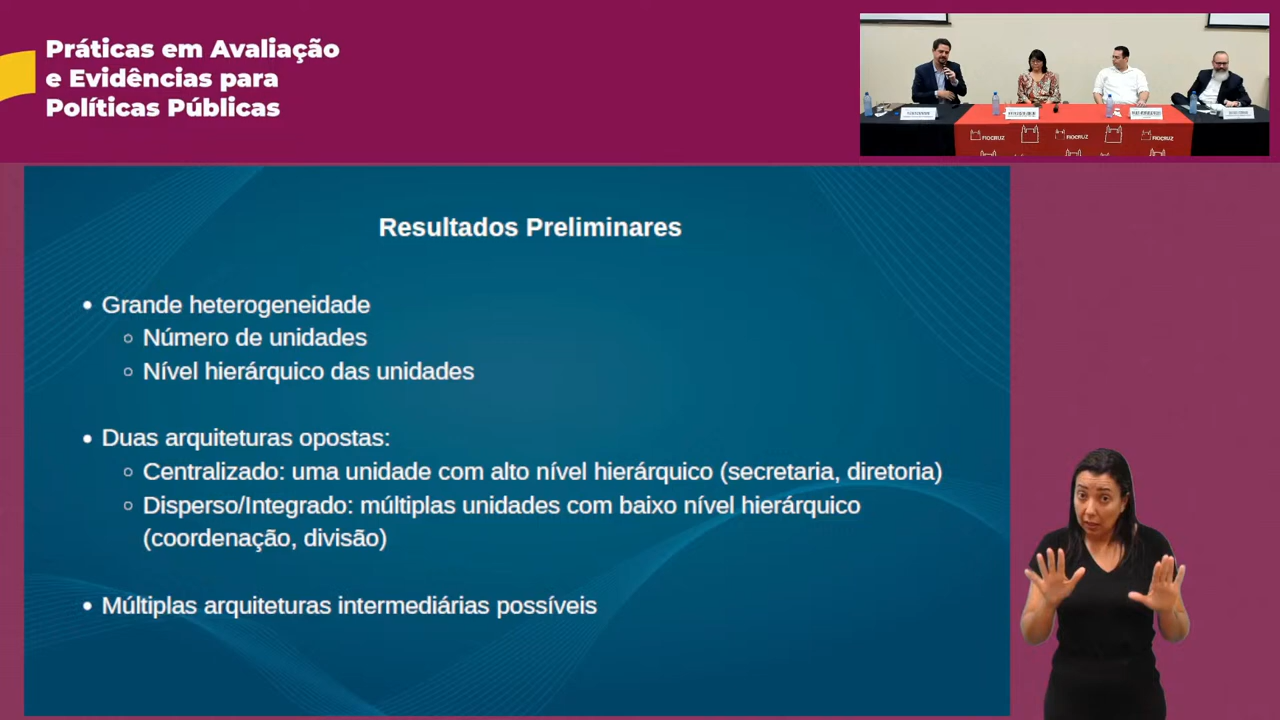 Práticas em Avaliação
e Evidências para
Políticas Públicas
FIOCRUZ
FIOCRUZ
FIOCRUZ
Resultados Preliminares
• Grande heterogeneidade
○ Número de unidades
○ Nível hierárquico das unidades
• Duas arquiteturas opostas:
○ Centralizado: uma unidade com alto nível hierárquico (secretaria, diretoria)
○ Disperso/Integrado: múltiplas unidades com baixo nível hierárquico
(coordenação, divisão)
• Múltiplas arquiteturas intermediárias possíveis